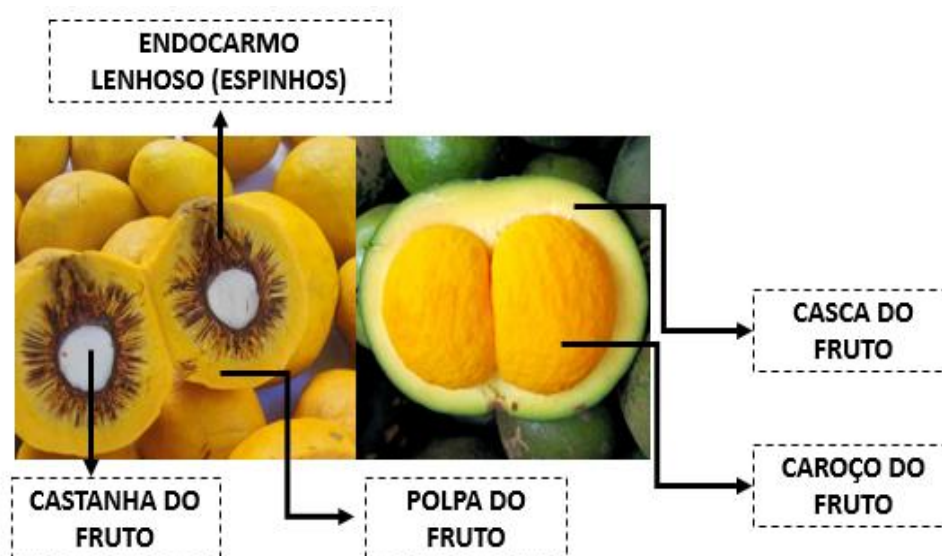 ENDOCARMO
LENHOSO (ESPINHOS)
CASCA DO
FRUTO
CAROÇO DO
FRUTO
CASTANHA DO
FRUTO
POLPA DO
FRUTO